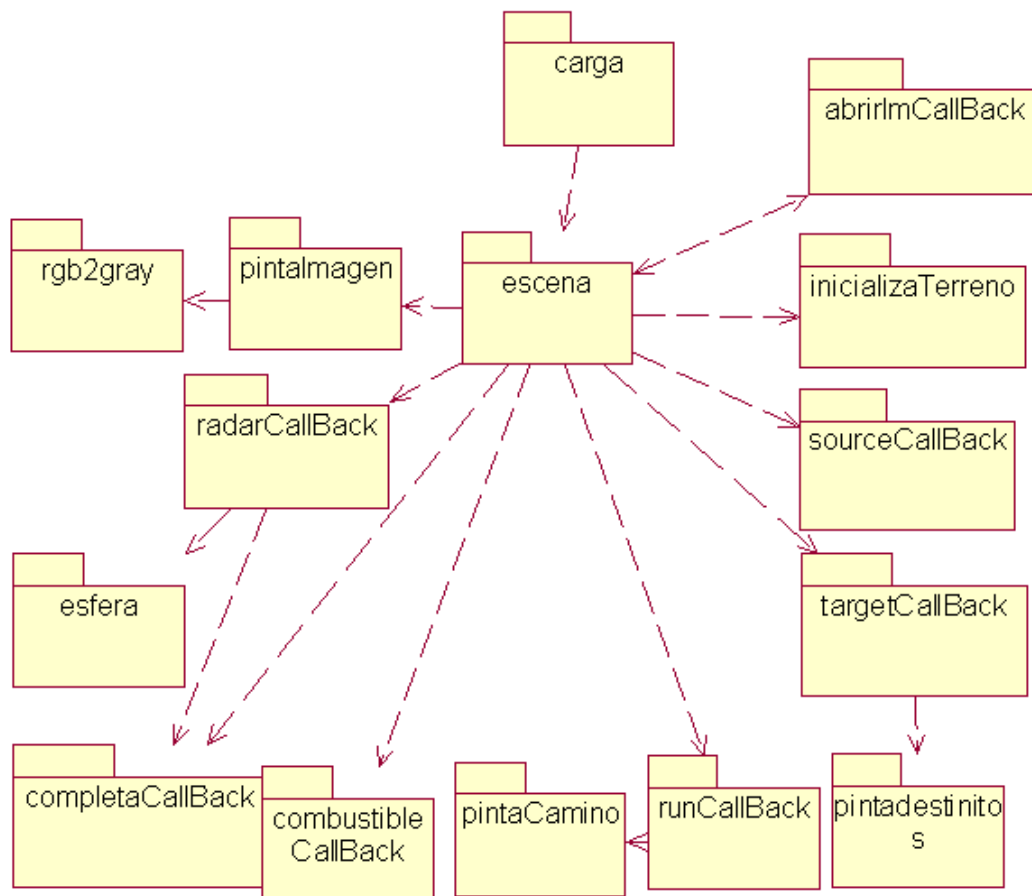 carga
abrirImCallBack
rgb2gray
pintaImagen
escena
inicializaTerreno
radarCallBack
sourceCallBack
esfera
targetCallBack
completaCallBack
combustible
CallBack
pintaCamino
runCallBack
pintadestinito
s